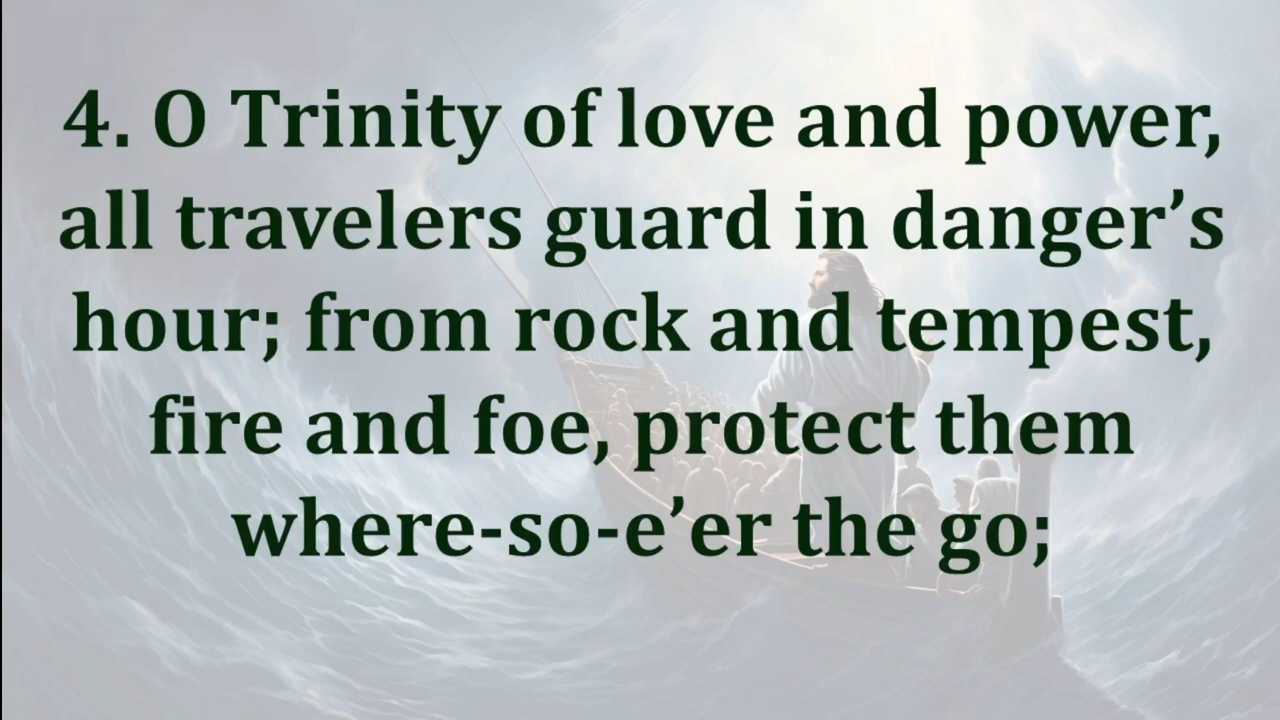 4. O Trinity of love and power,
all travelers guard in danger’s
hour; from rock and tempest,
fire and foe, protect them
where-so-e’er the go;